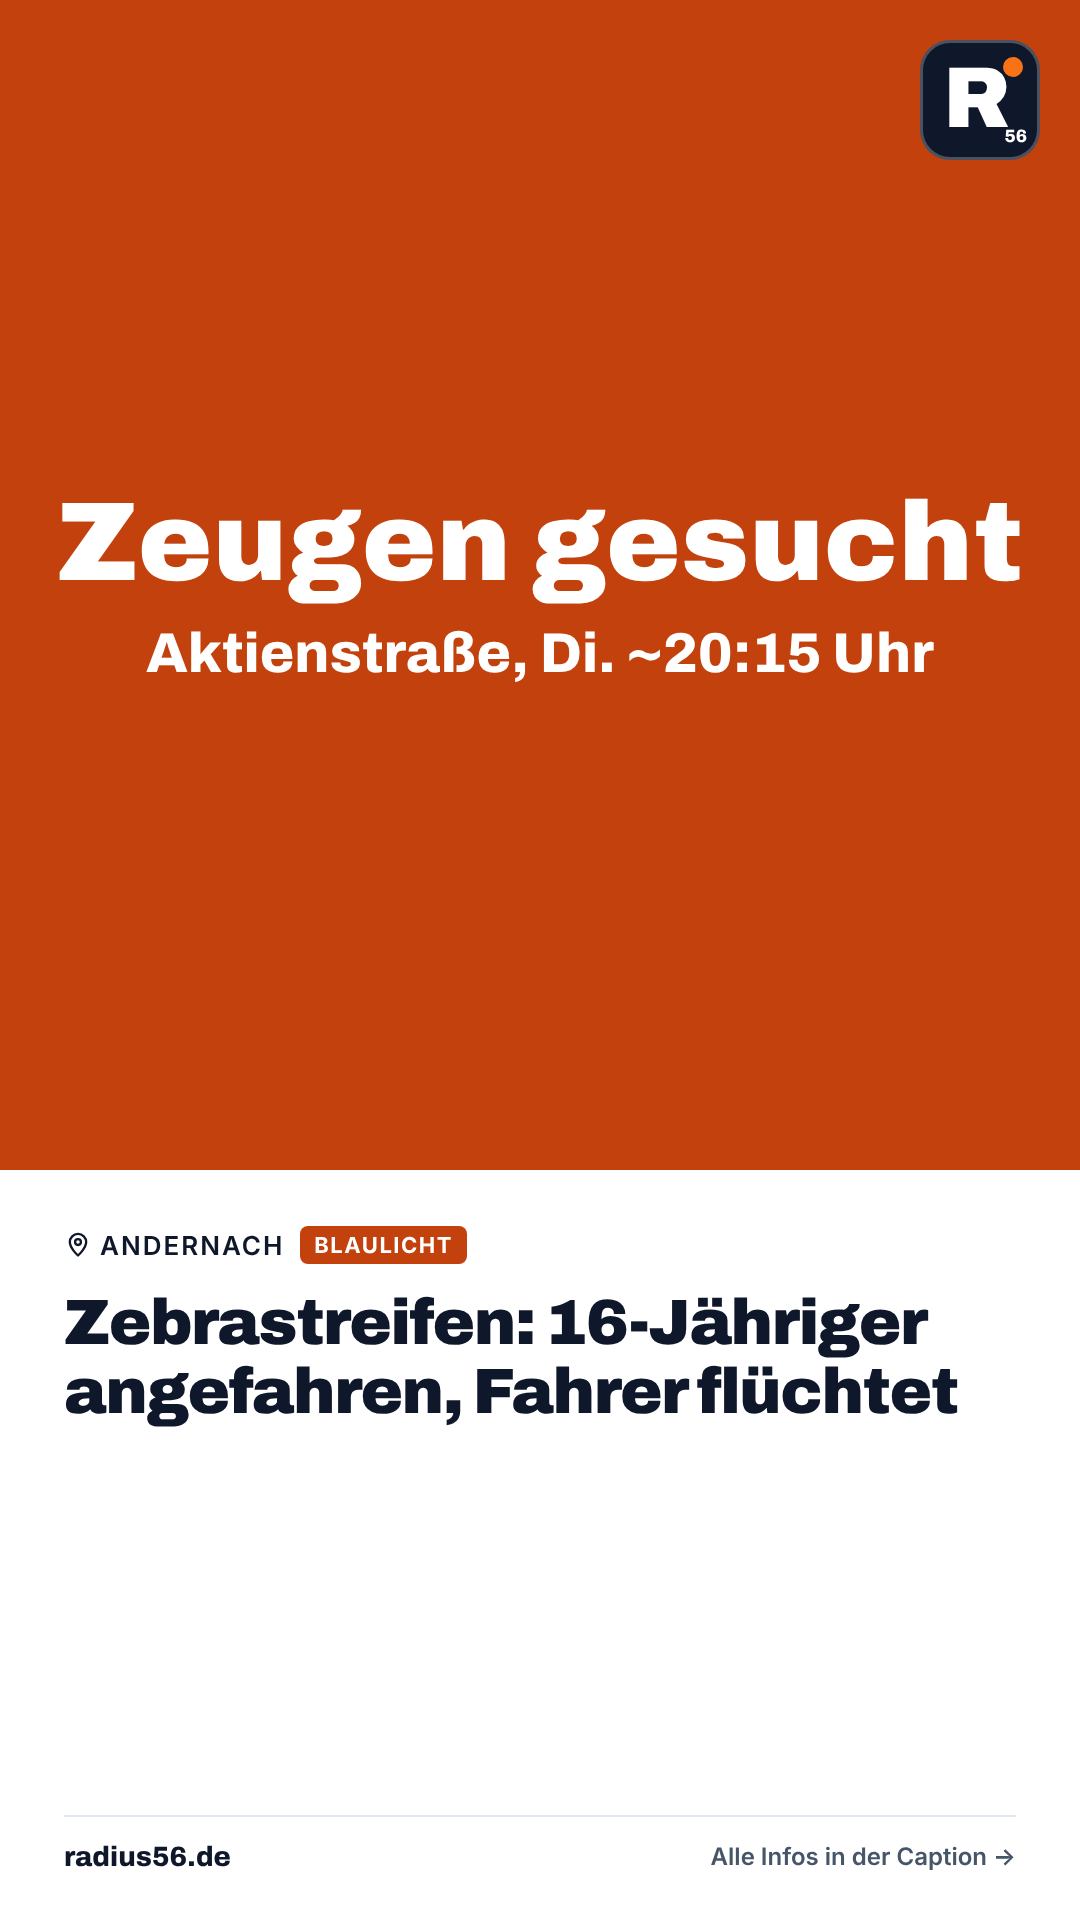 R
56
Zeugen gesucht
Aktienstraße, Di. ~20:15 Uhr
ANDERNACH BLAULICHT
Zebrastreifen: 16-Jähriger
angefahren, Fahrer flüchtet
radius56.de
Alle Infos in der Caption →